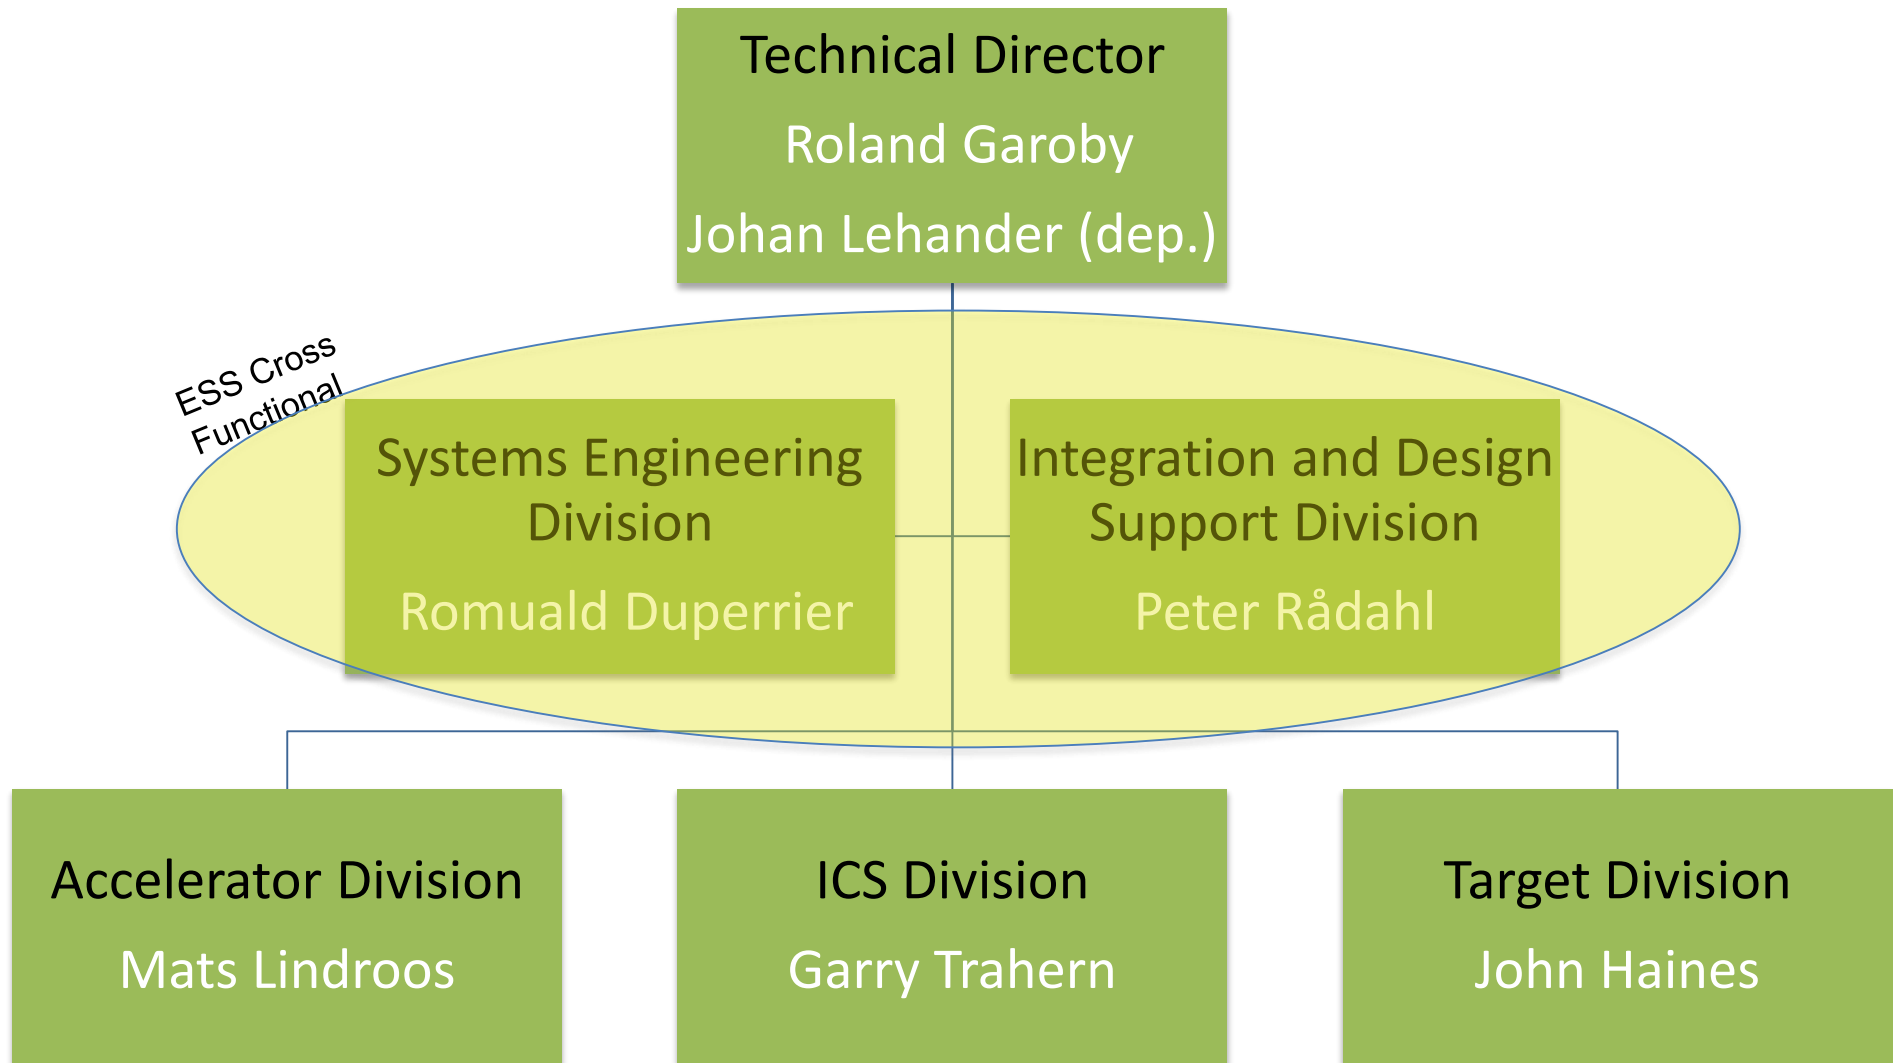 Technical Director
Roland Garoby
Johan Lehander (dep.)
ESS Cross
Functional
Systems Engineering
Division
Romuald Duperrier
Integration and Design
Support Division
Peter Rådahl
Accelerator Division
Mats Lindroos
ICS Division
Garry Trahern
Target Division
John Haines